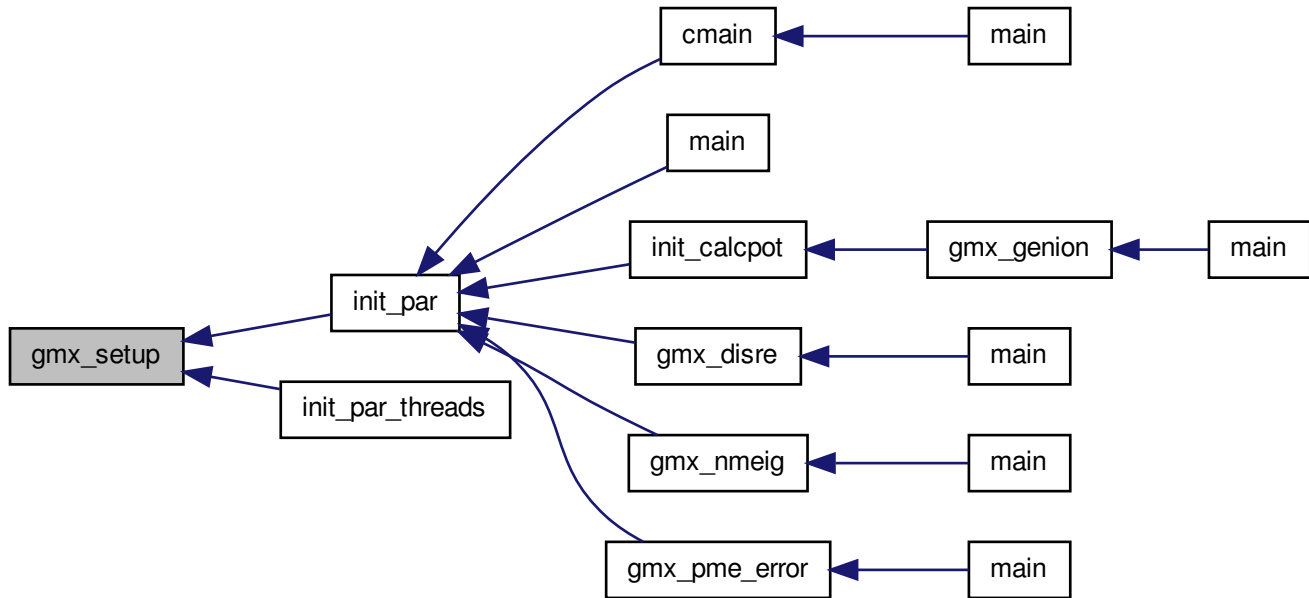 cmain
main
main
init_calcpot
gmx_genion
main
init_par
gmx_setup
gmx_disre
main
init_par_threads
gmx_nmeig
main
gmx_pme_error
main